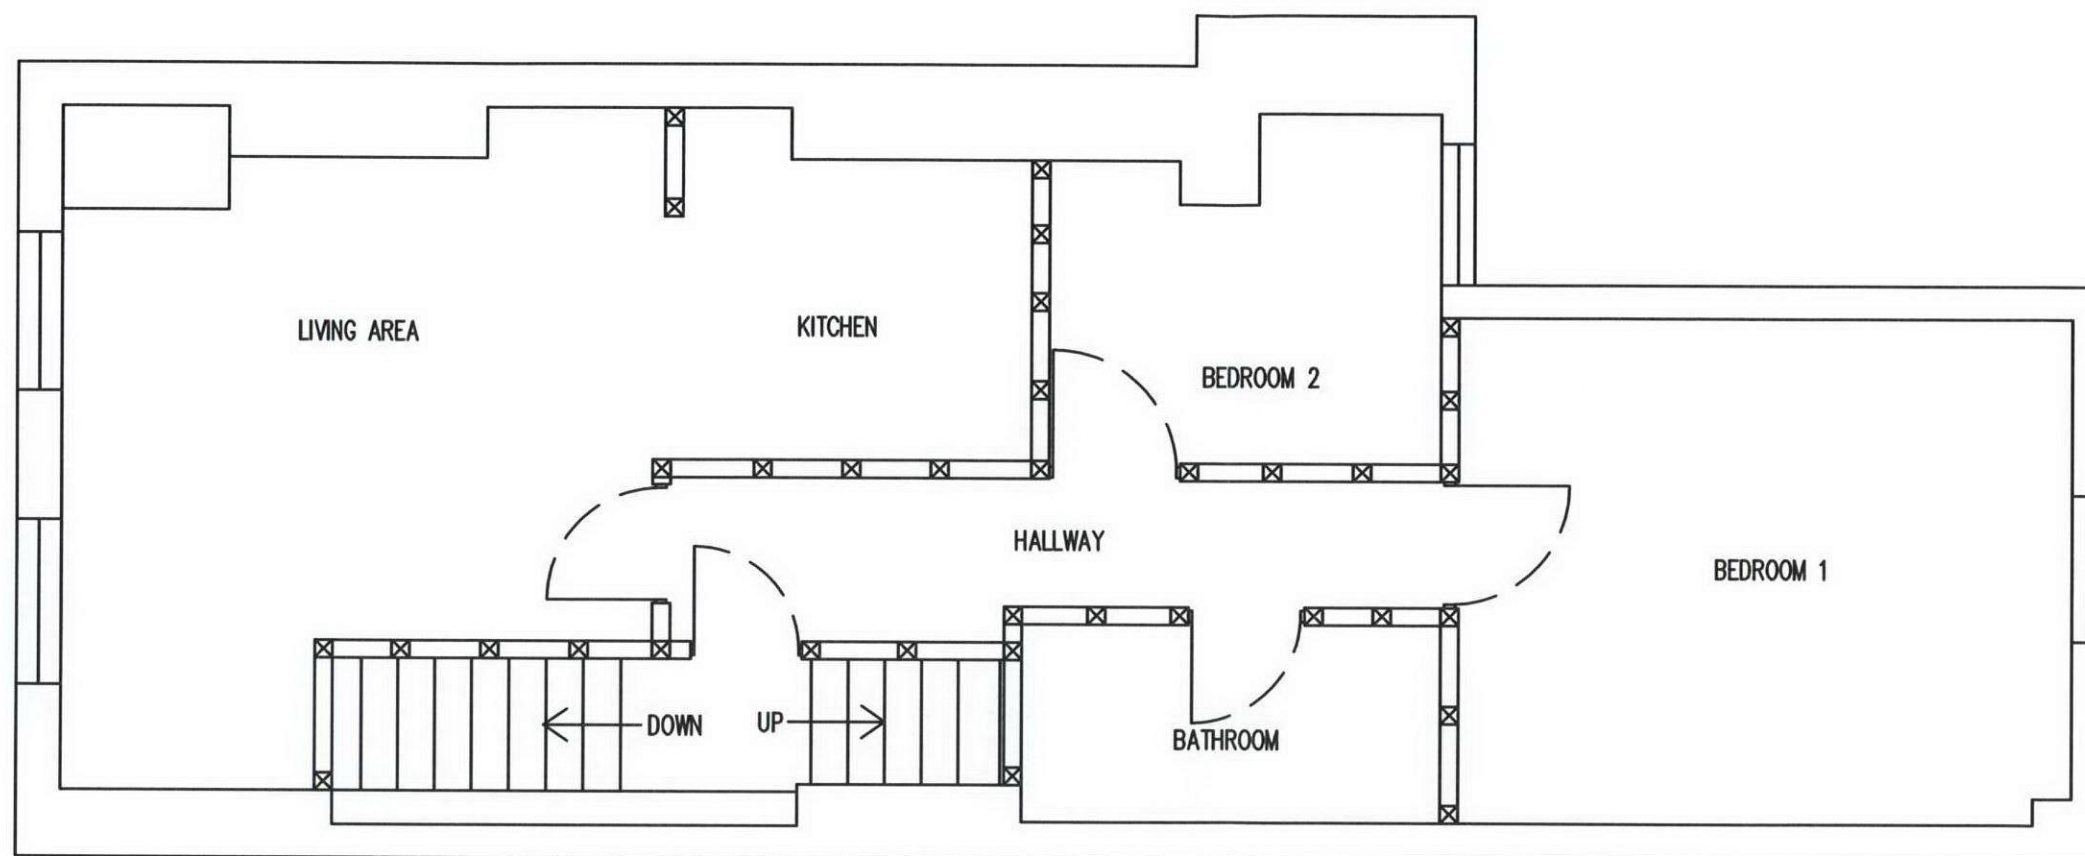 LIVING AREA
KITCHEN
BEDROOM 2
HALLWAY
BEDROOM 1
DOWN
UP
BATHROOM